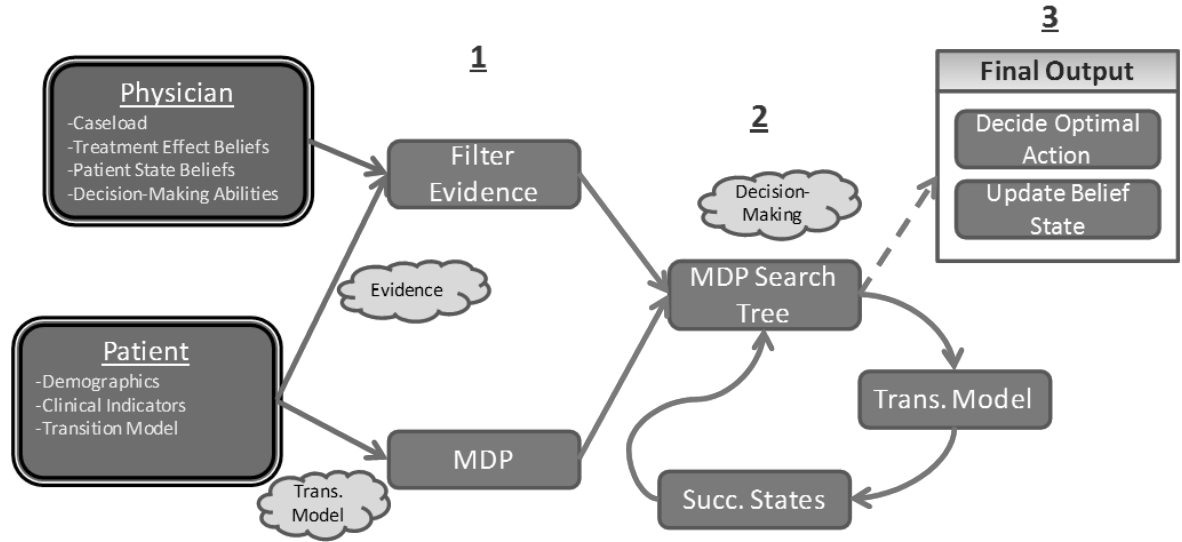 1
Physician
-Caseload
-Treatment Effect Beliefs
-Patient State Beliefs
-Decision-Making Abilities
Filter
Evidence
Evidence
Patient
-Demographics
-Clinical Indicators
-Transition Model
MDP
Trans.
Model
2
Decision-
Making
MDP Search
Tree
Trans. Model
Succ. States
3
Final Output
Decide Optimal
Action
Update Belief
State